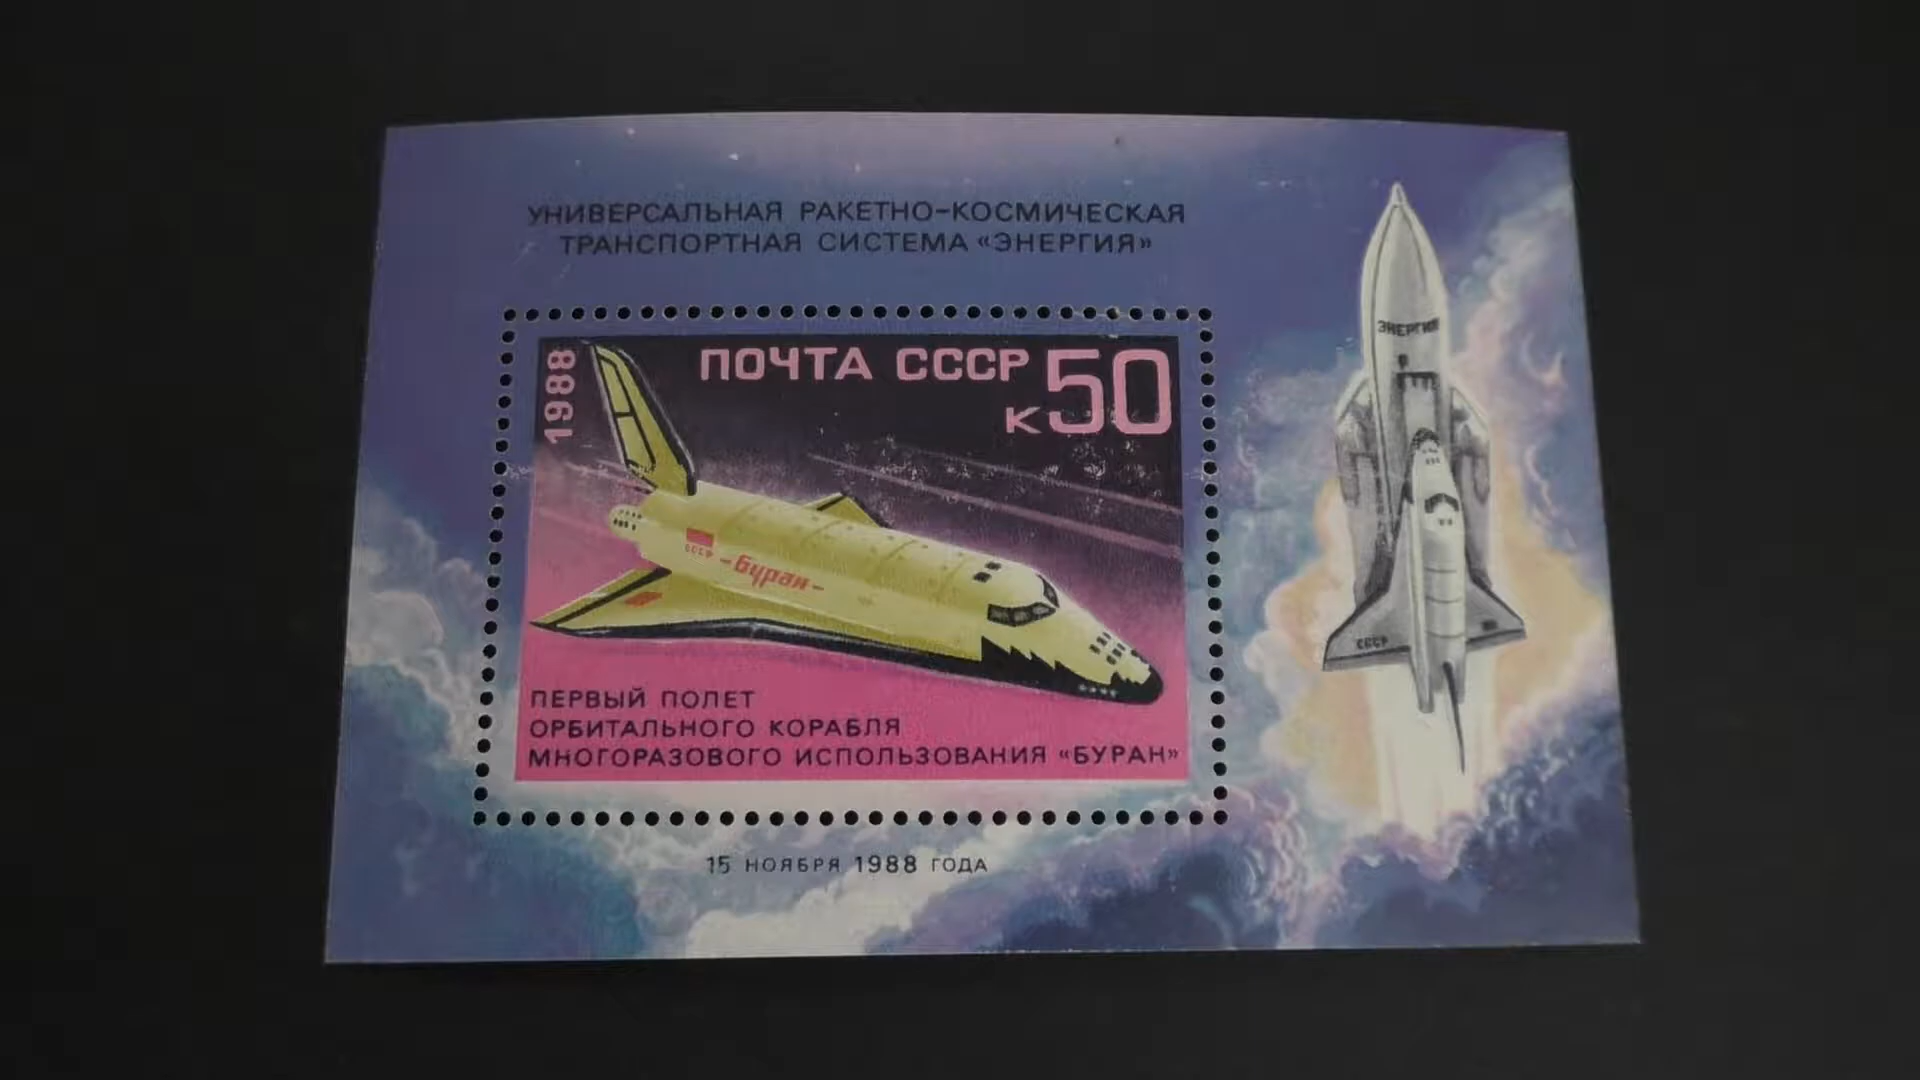 УНИВЕРСАЛЬНАЯ РАКЕТНО-КОСМИЧЕСКАЯ
ТРАНСПОРТНАЯ СИСТЕМА «ЭНЕРГИЯ»
ЭНЕРГИЯ
1988
ПОЧТА СССР К50
СССР
-Буран-
СССР
ПЕРВЫЙ ПОЛЕТ
ОРБИТАЛЬНОГО КОРАБЛЯ
МНОГОРАЗОВОГО ИСПОЛЬЗОВАНИЯ «БУРАН»
15 НОЯБРЯ 1988 ГОДА